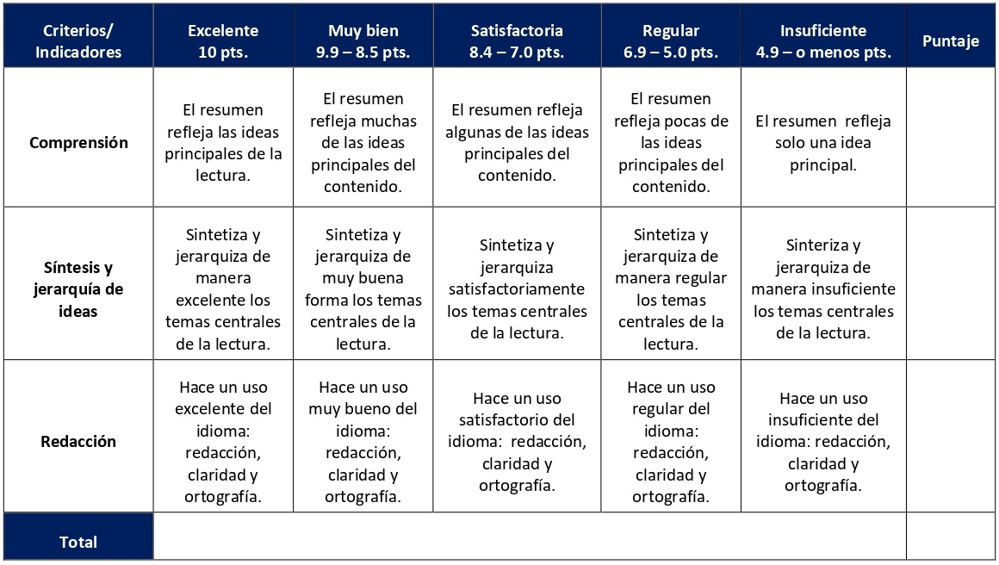 Criterios/
Indicadores
Excelente
10 pts.
Muy bien
9.9 – 8.5 pts.
Satisfactoria
8.4 – 7.0 pts.
Regular
6.9 – 5.0 pts.
Insuficiente
4.9 – o menos pts.
Puntaje
Comprensión
El resumen
refleja las ideas
principales de la
lectura.
El resumen
refleja muchas
de las ideas
principales del
contenido.
El resumen refleja
algunas de las ideas
principales del
contenido.
El resumen
refleja pocas de
las ideas
principales del
contenido.
El resumen  refleja
solo una idea
principal.
Síntesis y
jerarquía de
ideas
Sintetiza y
jerarquiza de
manera
excelente los
temas centrales
de la lectura.
Sintetiza y
jerarquiza de
muy buena
forma los temas
centrales de la
lectura.
Sintetiza y
jerarquiza
satisfactoriamente
los temas centrales
de la lectura.
Sintetiza y
jerarquiza de
manera regular
los temas
centrales de la
lectura.
Sinteriza y
jerarquiza de
manera insuficiente
los temas centrales
de la lectura.
Redacción
Hace un uso
excelente del
idioma:
redacción,
claridad y
ortografía.
Hace un uso
muy bueno del
idioma:
redacción,
claridad y
ortografía.
Hace un uso
satisfactorio del
idioma:  redacción,
claridad y
ortografía.
Hace un uso
regular del
idioma:
redacción,
claridad y
ortografía.
Hace un uso
insuficiente del
idioma: redacción,
claridad y
ortografía.
Total